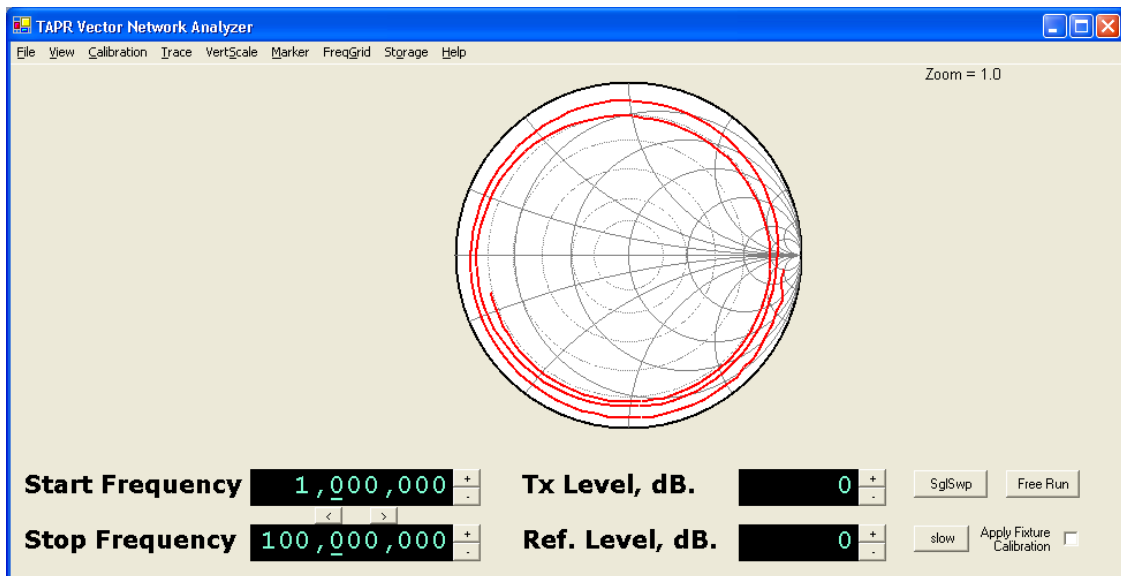 TAPR Vector Network Analyzer
File View Calibration Trace VertScale Marker FreqGrid Storage Help
Zoom = 1.0
Start Frequency 1,000,000 + - Tx Level, dB. 0 + - SglSwp Free Run
< >
Stop Frequency 100,000,000 + - Ref. Level, dB. 0 + - slow Apply Fixture
Calibration